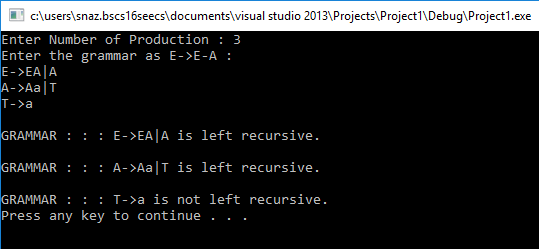 c:\users\snaz.bscs16seecs\documents\visual studio 2013\Projects\Project1\Debug\Project1.exe
Enter Number of Production : 3
Enter the grammar as E->E-A :
E->EA|A
A->Aa|T
T->a
GRAMMAR : : : E->EA|A is left recursive.
GRAMMAR : : : A->Aa|T is left recursive.
GRAMMAR : : : T->a is not left recursive.
Press any key to continue . . .